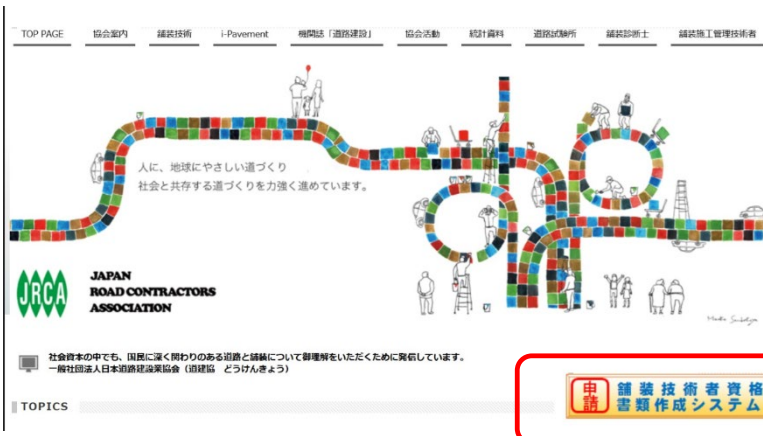 TOP PAGE 協会案内 舗装技術 i-Pavement 機関誌「道路建設」 協会活動 統計資料 道路試験所 舗装診断士 舗装施工管理技術者
人に、地球にやさしい道づくり
社会と共存する道づくりを力強く進めています。
JRCA
JAPAN
ROAD CONTRACTORS
ASSOCIATION
社会資本の中でも、国民に深く関わりのある道路と舗装について御理解をいただくために発信しています。
一般社団法人日本道路建設業協会（道建協 どうけんきょう）
申請
舗装技術者資格
書類作成システム
TOPICS